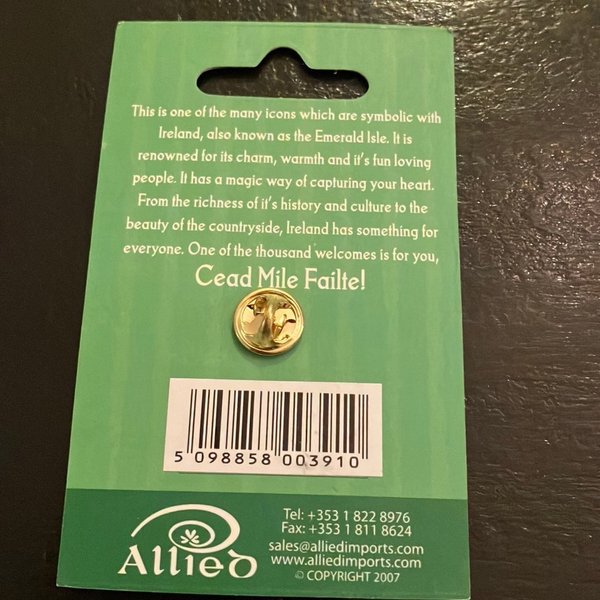 This is one of the many icons which are symbolic with
Ireland, also known as the Emerald Isle. It is
renowned for its charm, warmth and it's fun loving
people. It has a magic way of capturing your heart.
From the richness of it's history and culture to the
beauty of the countryside, Ireland has something for
everyone. One of the thousand welcomes is for you,
Cead Mile Failte!
5 098858 003910
Allied
Tel: +353 1 822 8976
Fax: +353 1 811 8624
sales@alliedimports.com
www.alliedimports.com
© COPYRIGHT 2007